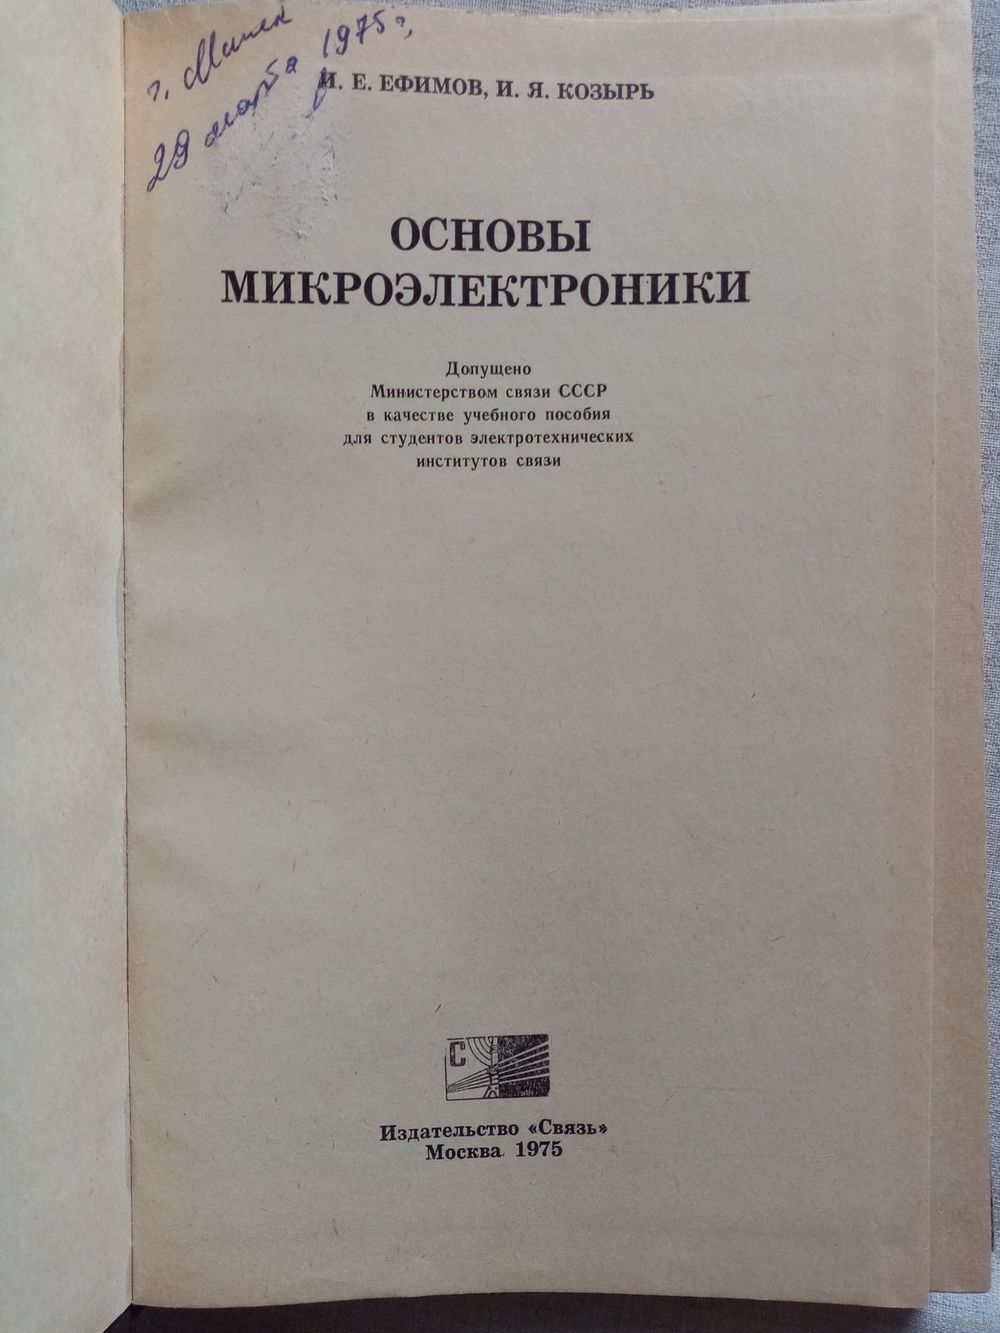 г. Минск
29 марта 1975 г.
И. Е. ЕФИМОВ, И. Я. КОЗЫРЬ
ОСНОВЫ
МИКРОЭЛЕКТРОНИКИ
Допущено
Министерством связи СССР
в качестве учебного пособия
для студентов электротехнических
институтов связи
С
Издательство «Связь»
Москва 1975